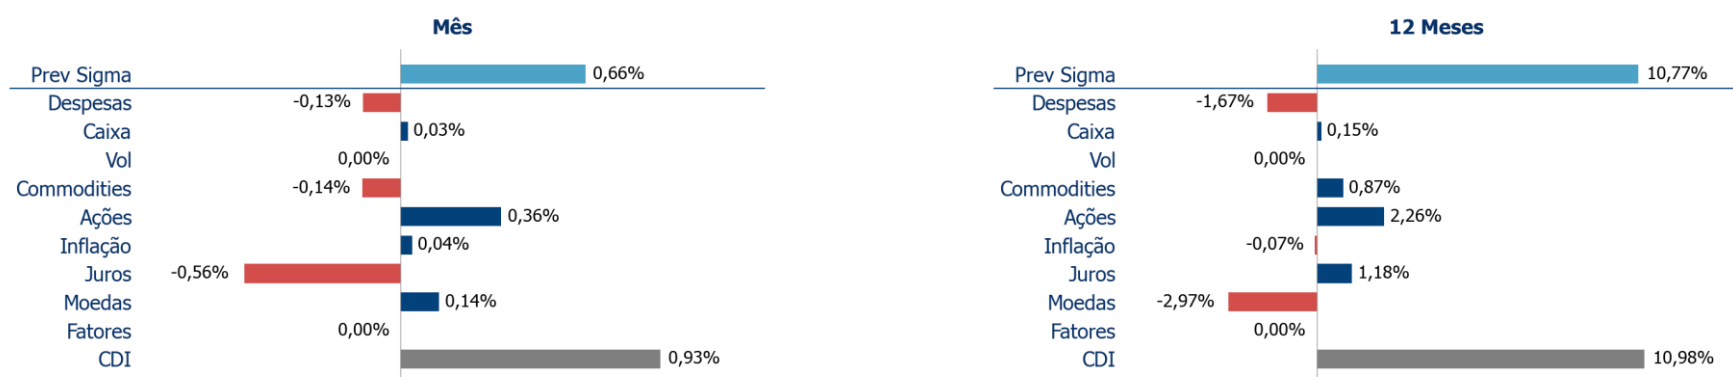 Mês
Prev Sigma 0,66%
Despesas -0,13%
Caixa 0,03%
Vol 0,00%
Commodities -0,14%
Ações 0,36%
Inflação 0,04%
Juros -0,56%
Moedas 0,14%
Fatores 0,00%
CDI 0,93%
12 Meses
Prev Sigma 10,77%
Despesas -1,67%
Caixa 0,15%
Vol 0,00%
Commodities 0,87%
Ações 2,26%
Inflação -0,07%
Juros 1,18%
Moedas -2,97%
Fatores 0,00%
CDI 10,98%